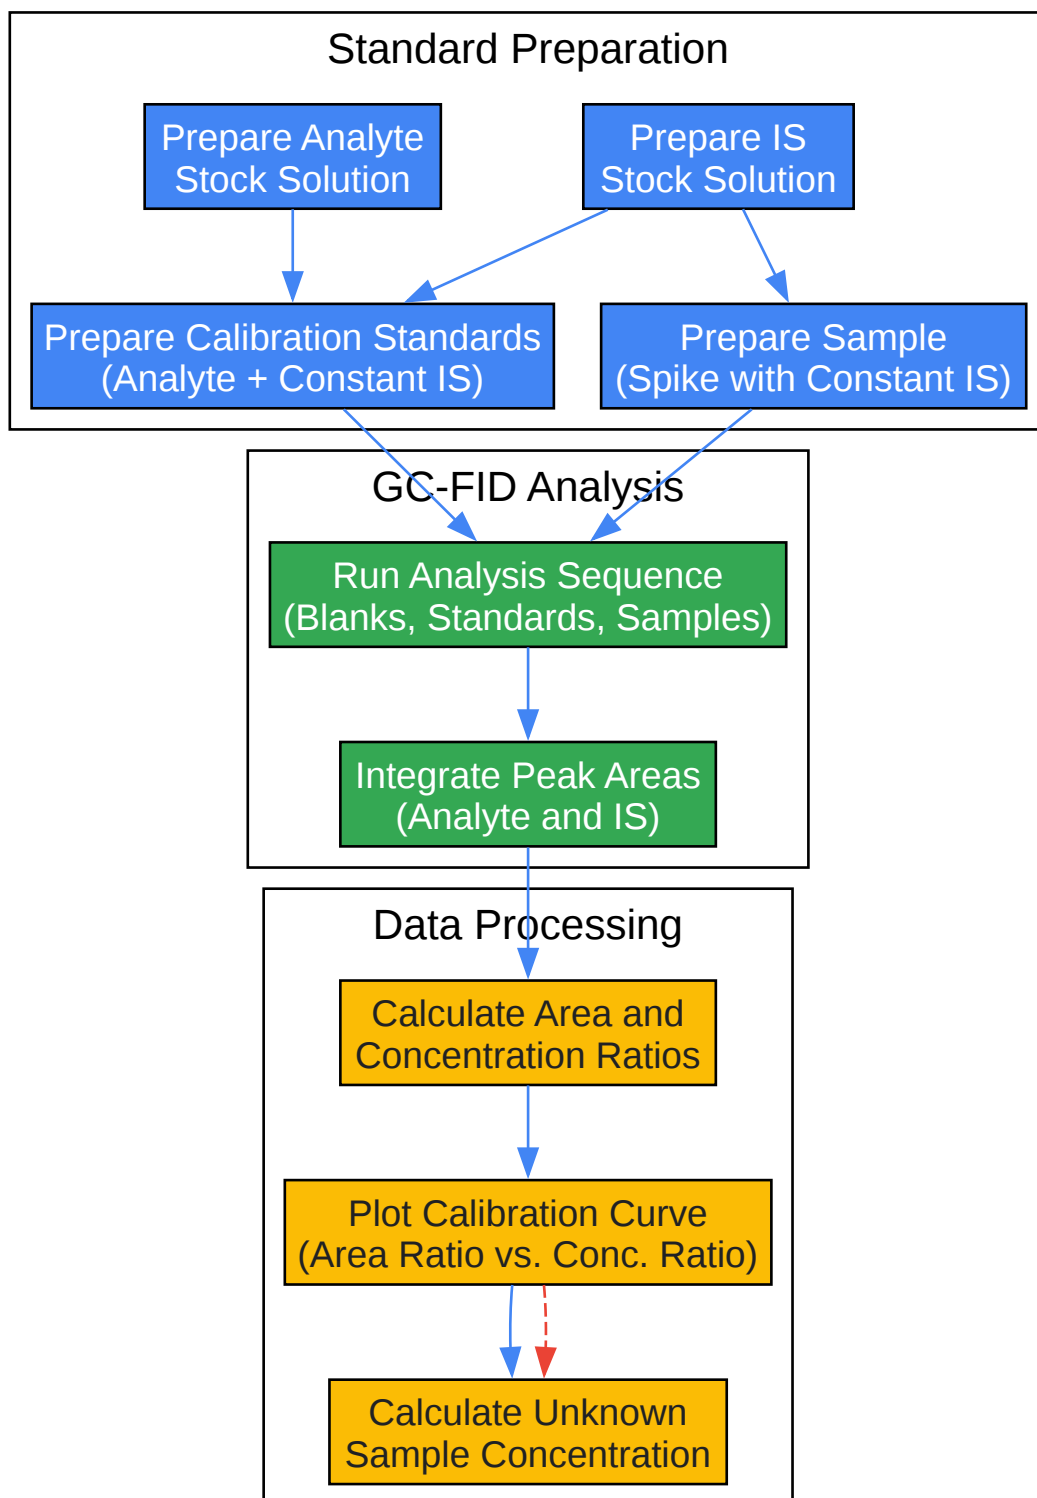 Standard Preparation
Prepare Analyte
Stock Solution
Prepare IS
Stock Solution
Prepare Calibration Standards
(Analyte + Constant IS)
Prepare Sample
(Spike with Constant IS)
GC-FID Analysis
Run Analysis Sequence
(Blanks, Standards, Samples)
Integrate Peak Areas
(Analyte and IS)
Data Processing
Calculate Area and
Concentration Ratios
Plot Calibration Curve
(Area Ratio vs. Conc. Ratio)
Calculate Unknown
Sample Concentration